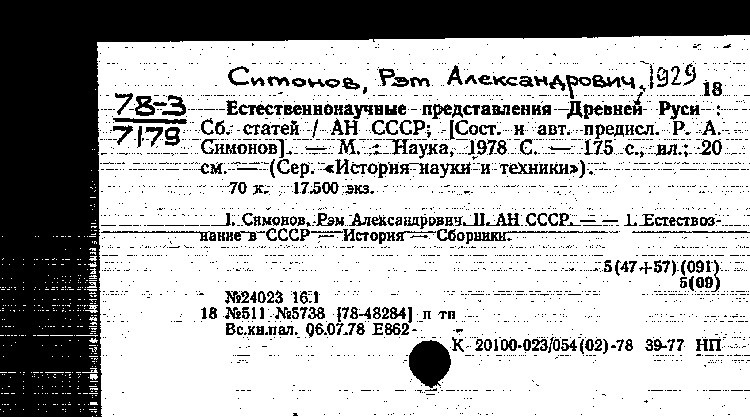 Симонов, Рэм Александрович, 1929
18
78-3
7179
Естественнонаучные представления Древней Руси :
Сб. статей / АН СССР; [Сост. и авт. предисл. Р. А.
Симонов]. — М. : Наука, 1978 С. — 175 с., ил.; 20
см. — (Сер. «История науки и техники»).
70 к. 17.500 экз.
I. Симонов, Рэм Александрович. II. АН СССР. — — 1. Естествоз-
нание в СССР — История — Сборники.
5(47+57)(091)
5(09)
№24023 16.1
18 №511 №5738 [78-48284] п тп
Вс.кн.пал. 06.07.78 Е862
К 20100-023/054(02)-78 39-77 НП